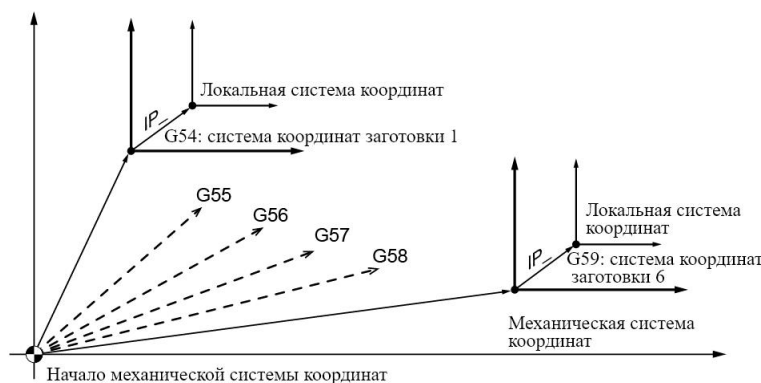 Локальная система координат
IP_
G54: система координат заготовки 1
G55
G56
G57
G58
Локальная система
координат
IP_
G59: система координат
заготовки 6
Механическая система
координат
Начало механической системы координат